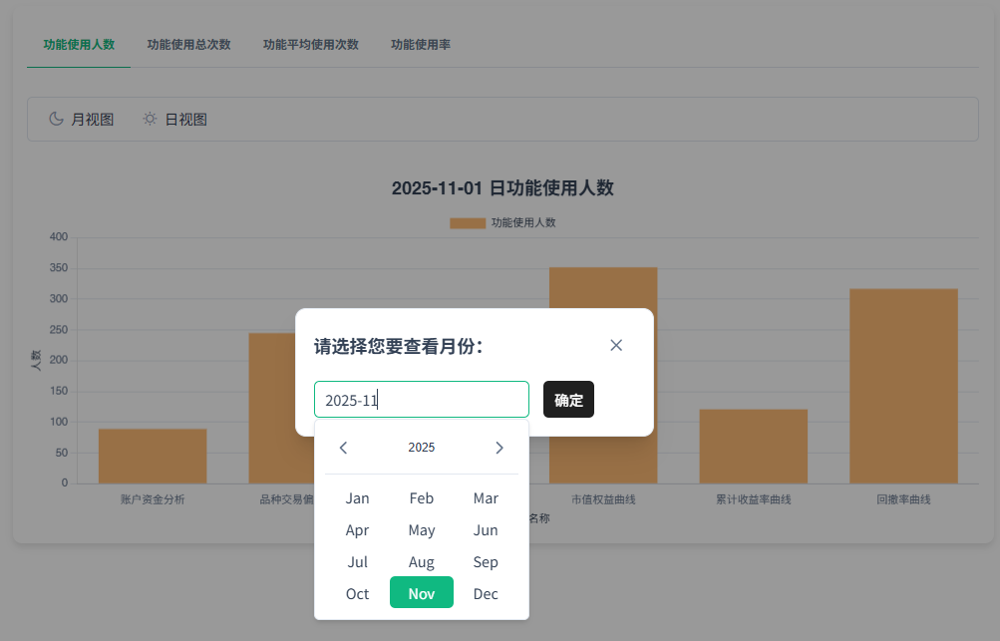 功能使用人数 功能使用总次数 功能平均使用次数 功能使用率
月视图 日视图
2025-11-01 日功能使用人数
功能使用人数
400
350
300
250
200
150
100
50
0
人数
请选择您要查看月份：
2025-11 确定
2025
Jan Feb Mar
Apr May Jun
Jul Aug Sep
Oct Nov Dec
账户资金分析 品种交易偏 市值权益曲线 累计收益率曲线 回撤率曲线
名称